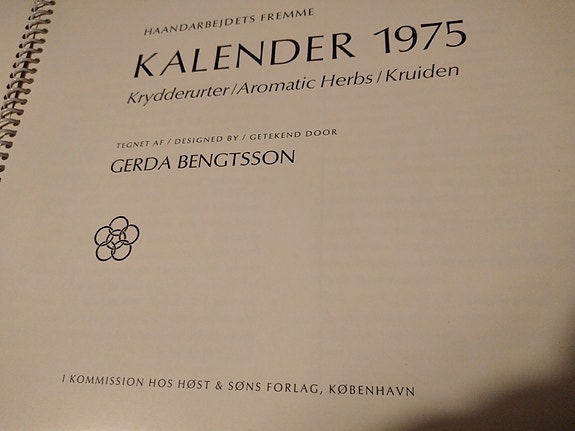 HAANDARBEJDETS FREMME
KALENDER 1975
Krydderurter/Aromatic Herbs/Kruiden
TEGNET AF / DESIGNED BY / GETEKEND DOOR
GERDA BENGTSSON
I KOMMISSION HOS HØST & SØNS FORLAG, KØBENHAVN